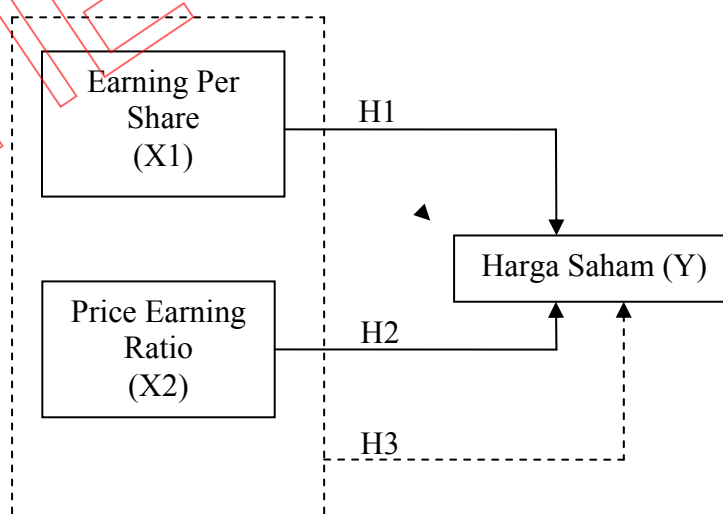 Earning Per
Share
(X1)
H1
Harga Saham (Y)
Price Earning
Ratio
(X2)
H2
H3